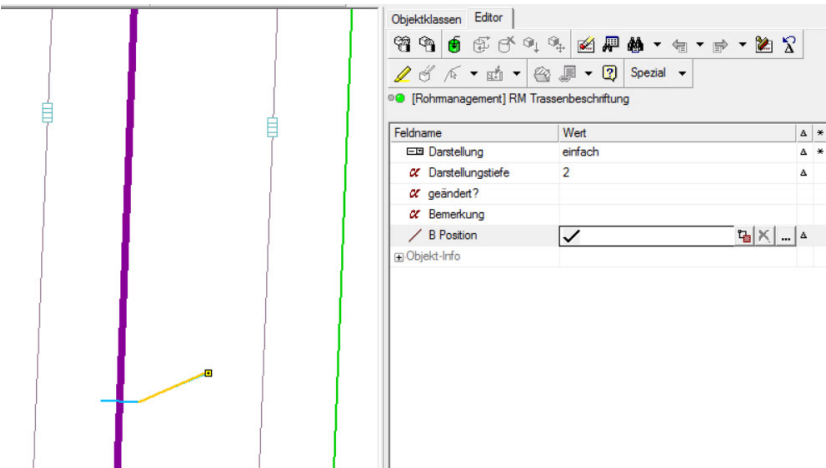 Objektklassen Editor
Spezial
[Rohrmanagement] RM Trassenbeschriftung
Feldname Wert
Darstellung einfach
Darstellungstiefe 2
geändert?
Bemerkung
B Position
Objekt-Info